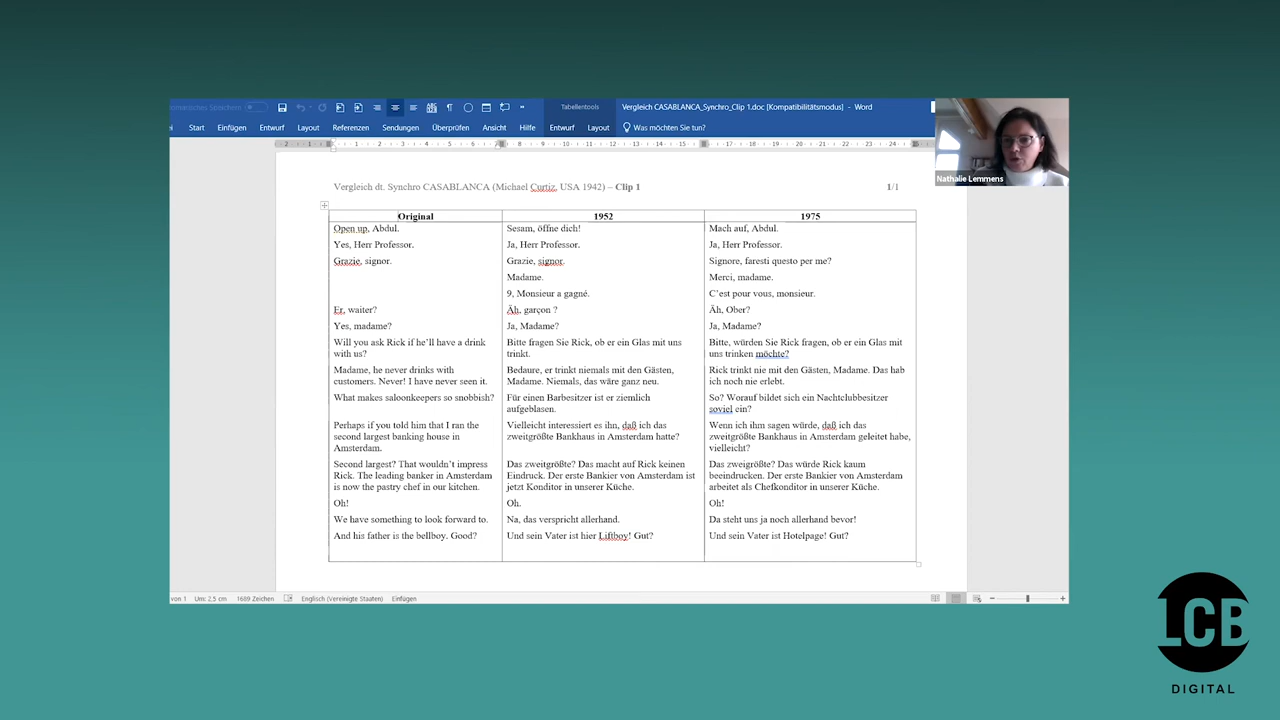 Vergleich CASABLANCA_Synchro_Clip 1.doc [Kompatibilitätsmodus] - Word
Tabellentools
Start Einfügen Entwurf Layout Referenzen Sendungen Überprüfen Ansicht Hilfe Entwurf Layout Was möchten Sie tun?
Nathalie Lemmens
Vergleich dt. Synchro CASABLANCA (Michael Curtiz, USA 1942) – Clip 1 1/1
Original 1952 1975
Open up, Abdul. Sesam, öffne dich! Mach auf, Abdul.
Yes, Herr Professor. Ja, Herr Professor. Ja, Herr Professor.
Grazie, signor. Grazie, signor. Signore, faresti questo per me?
Madame. Merci, madame.
9, Monsieur a gagné. C'est pour vous, monsieur.
Er, waiter? Äh, garçon ? Äh, Ober?
Yes, madame? Ja, Madame? Ja, Madame?
Will you ask Rick if he'll have a drink Bitte fragen Sie Rick, ob er ein Glas mit uns Bitte, würden Sie Rick fragen, ob er ein Glas mit
with us? trinkt. uns trinken möchte?
Madame, he never drinks with Bedaure, er trinkt niemals mit den Gästen, Rick trinkt nie mit den Gästen, Madame. Das hab
customers. Never! I have never seen it. Madame. Niemals, das wäre ganz neu. ich noch nie erlebt.
What makes saloonkeepers so snobbish? Für einen Barbesitzer ist er ziemlich So? Worauf bildet sich ein Nachtclubbesitzer
aufgeblasen. soviel ein?
Perhaps if you told him that I ran the Vielleicht interessiert es ihn, daß ich das Wenn ich ihm sagen würde, daß ich das
second largest banking house in zweitgrößte Bankhaus in Amsterdam hatte? zweitgrößte Bankhaus in Amsterdam geleitet habe,
Amsterdam. vielleicht?
Second largest? That wouldn't impress Das zweitgrößte? Das macht auf Rick keinen Das zweigrößte? Das würde Rick kaum
Rick. The leading banker in Amsterdam Eindruck. Der erste Bankier von Amsterdam ist beeindrucken. Der erste Bankier von Amsterdam
is now the pastry chef in our kitchen. jetzt Konditor in unserer Küche. arbeitet als Chefkonditor in unserer Küche.
Oh! Oh. Oh!
We have something to look forward to. Na, das verspricht allerhand. Da steht uns ja noch allerhand bevor!
And his father is the bellboy. Good? Und sein Vater ist hier Liftboy! Gut? Und sein Vater ist Hotelpage! Gut?
von 1 Um: 2,5 cm 1689 Zeichen Englisch (Vereinigte Staaten) Einfügen
LCB
DIGITAL